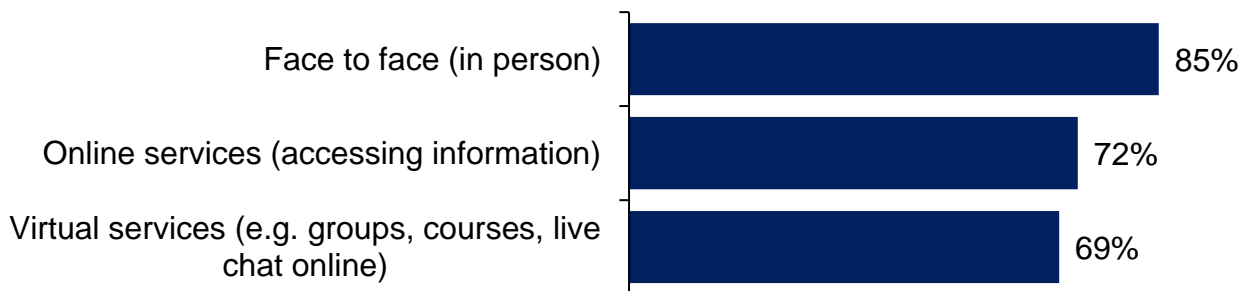 Face to face (in person)
85%
Online services (accessing information)
72%
Virtual services (e.g. groups, courses, live
chat online)
69%